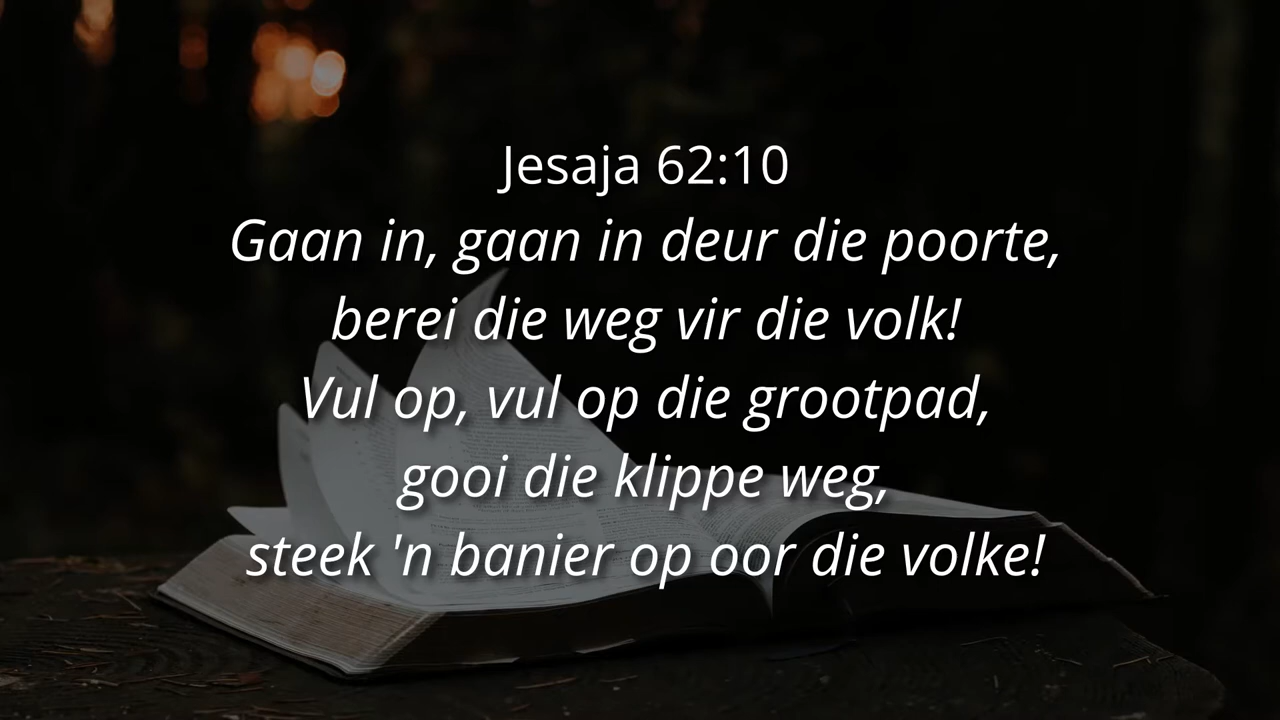 Jesaja 62:10
Gaan in, gaan in deur die poorte,
berei die weg vir die volk!
Vul op, vul op die grootpad,
gooi die klippe weg,
steek 'n banier op oor die volke!